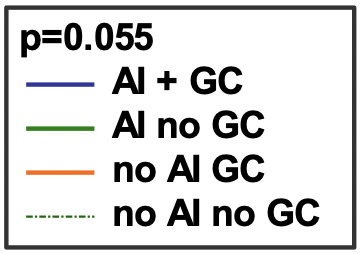 p=0.055
AI + GC
AI no GC
no AI GC
no AI no GC